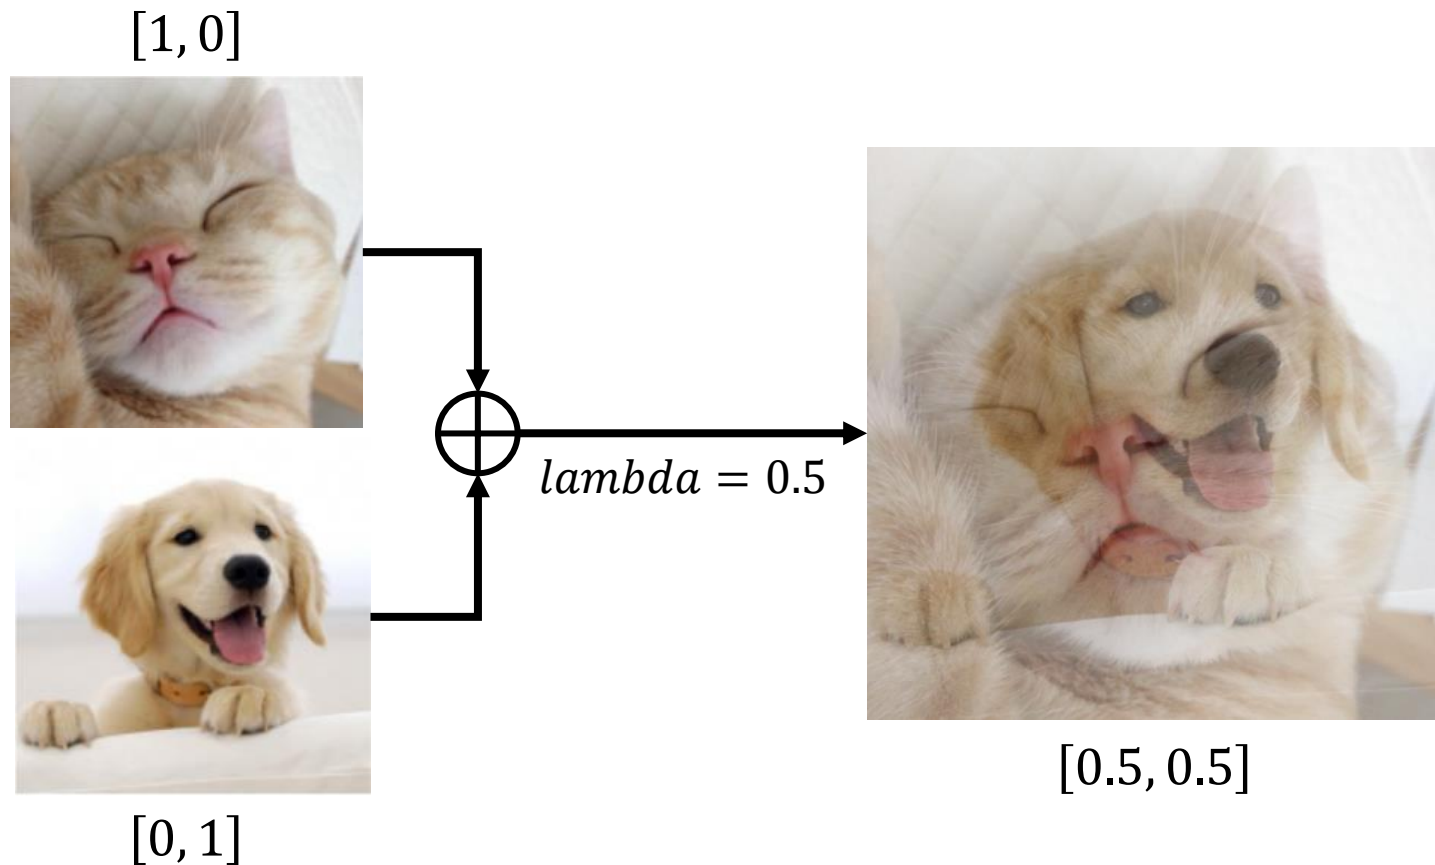 [1, 0]
lambda = 0.5
[0.5, 0.5]
[0, 1]